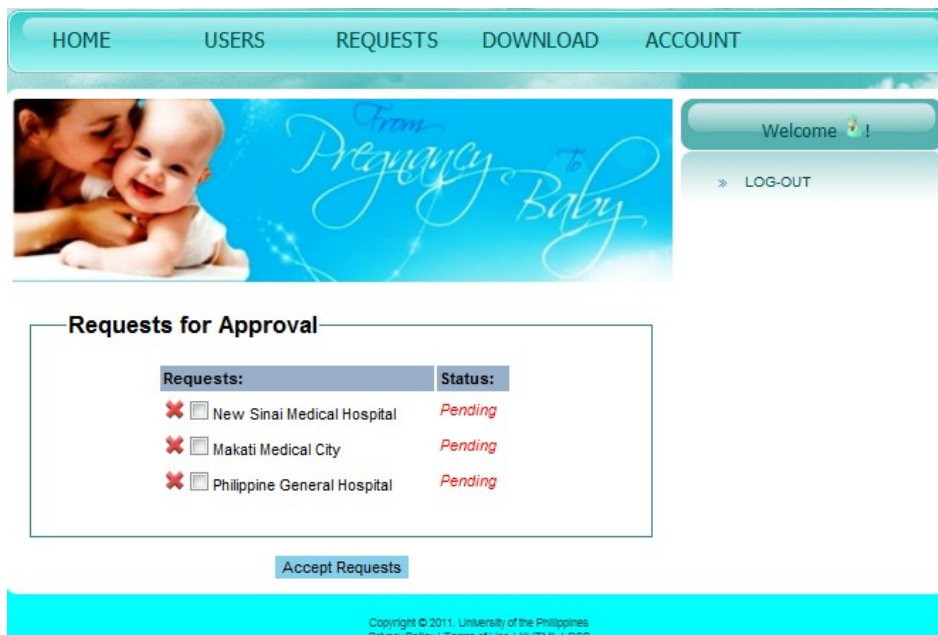 HOME USERS REQUESTS DOWNLOAD ACCOUNT
From
Pregnancy To
Baby
Welcome !
» LOG-OUT
Requests for Approval
Requests: Status:
New Sinai Medical Hospital Pending
Makati Medical City Pending
Philippine General Hospital Pending
Accept Requests
Copyright © 2011. University of the Philippines